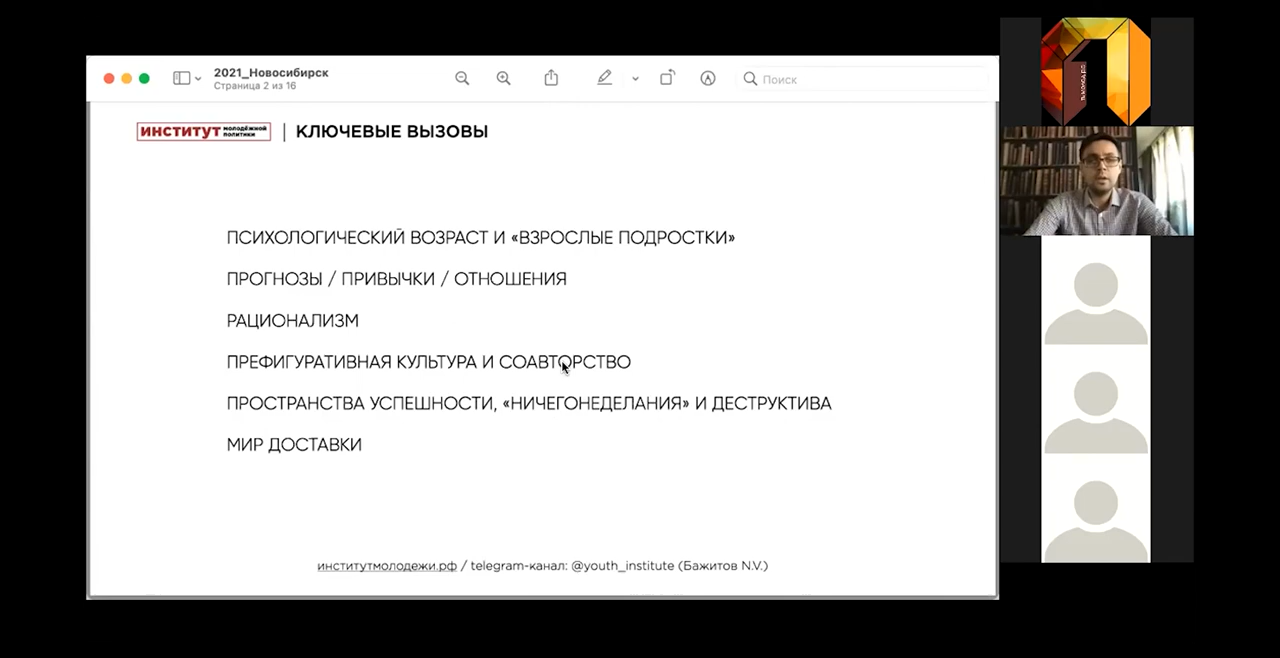 2021_Новосибирск
Страница 2 из 16
Поиск
ИНСТИТУТ МОЛОДЁЖНОЙ ПОЛИТИКИ | КЛЮЧЕВЫЕ ВЫЗОВЫ
ПСИХОЛОГИЧЕСКИЙ ВОЗРАСТ И «ВЗРОСЛЫЕ ПОДРОСТКИ»
ПРОГНОЗЫ / ПРИВЫЧКИ / ОТНОШЕНИЯ
РАЦИОНАЛИЗМ
ПРЕФИГУРАТИВНАЯ КУЛЬТУРА И СОАВТОРСТВО
ПРОСТРАНСТВА УСПЕШНОСТИ, «НИЧЕГОНЕДЕЛАНИЯ» И ДЕСТРУКТИВА
МИР ДОСТАВКИ
институтмолодежи.рф / telegram-канал: @youth_institute (Бажитов N.V.)